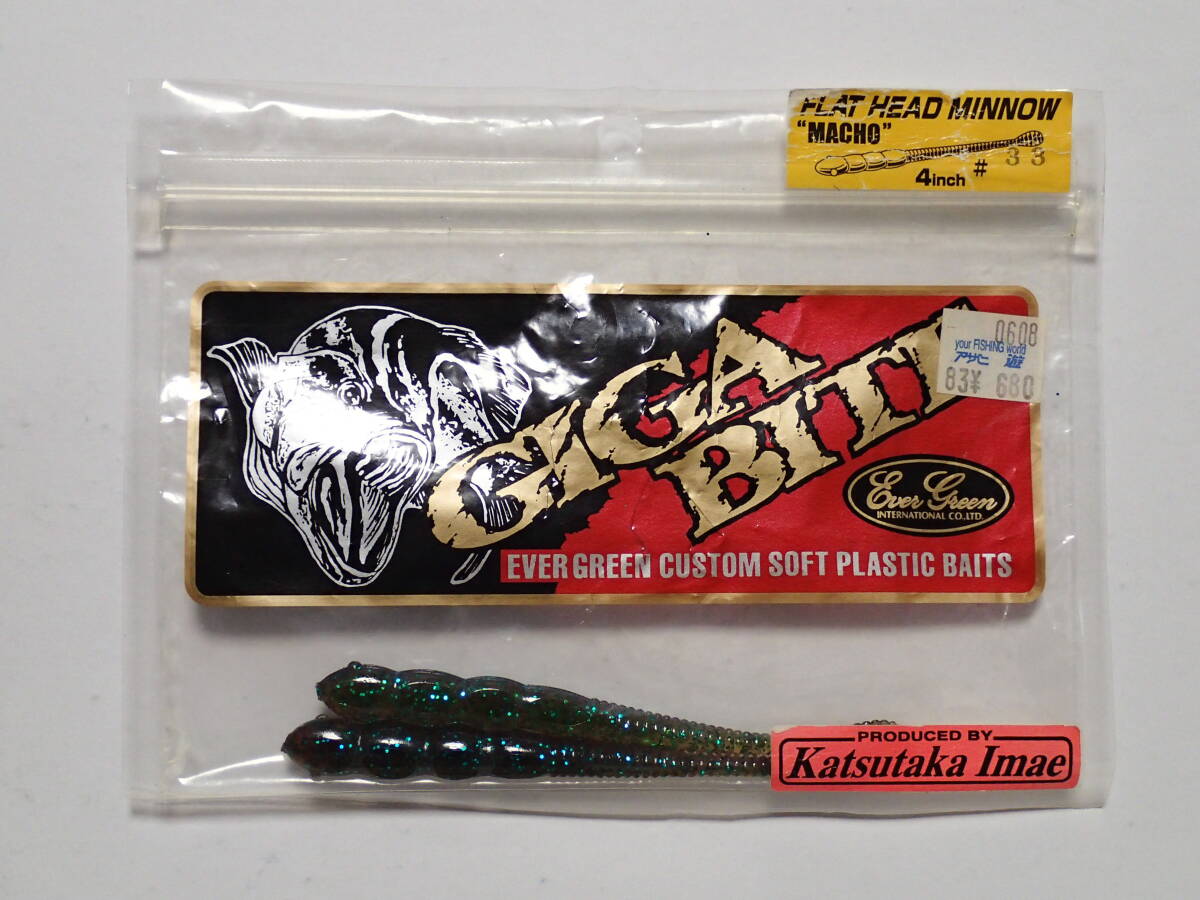 FLAT HEAD MINNOW
"MACHO"
4inch # 33
GIGA
BITE
0608
your FISHING world
アサヒ 遊
83¥ 680
Ever Green
INTERNATIONAL CO.,LTD.
EVER GREEN CUSTOM SOFT PLASTIC BAITS
PRODUCED BY
Katsutaka Imae